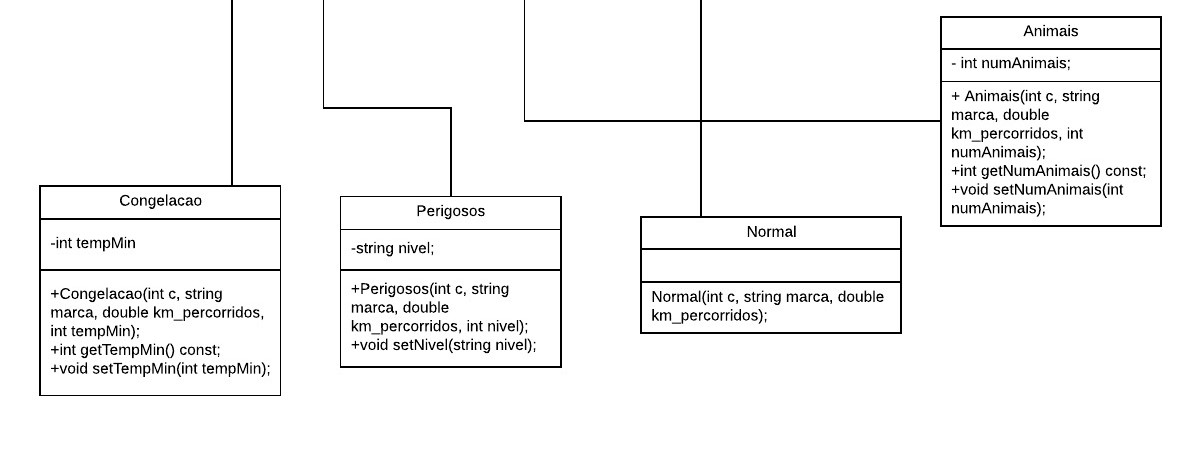 Animais
- int numAnimais;
+ Animais(int c, string
marca, double
km_percorridos, int
numAnimais);
+int getNumAnimais() const;
+void setNumAnimais(int
numAnimais);
Congelacao
-int tempMin
+Congelacao(int c, string
marca, double km_percorridos,
int tempMin);
+int getTempMin() const;
+void setTempMin(int tempMin);
Perigosos
-string nivel;
+Perigosos(int c, string
marca, double
km_percorridos, int nivel);
+void setNivel(string nivel);
Normal
Normal(int c, string marca, double
km_percorridos);